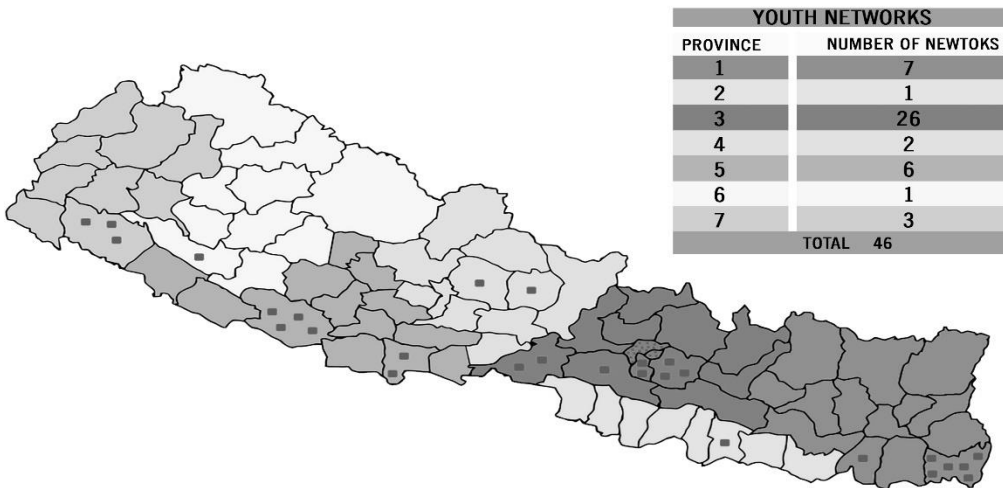 YOUTH NETWORKS
PROVINCE NUMBER OF NEWTOKS
1 7
2 1
3 26
4 2
5 6
6 1
7 3
TOTAL 46